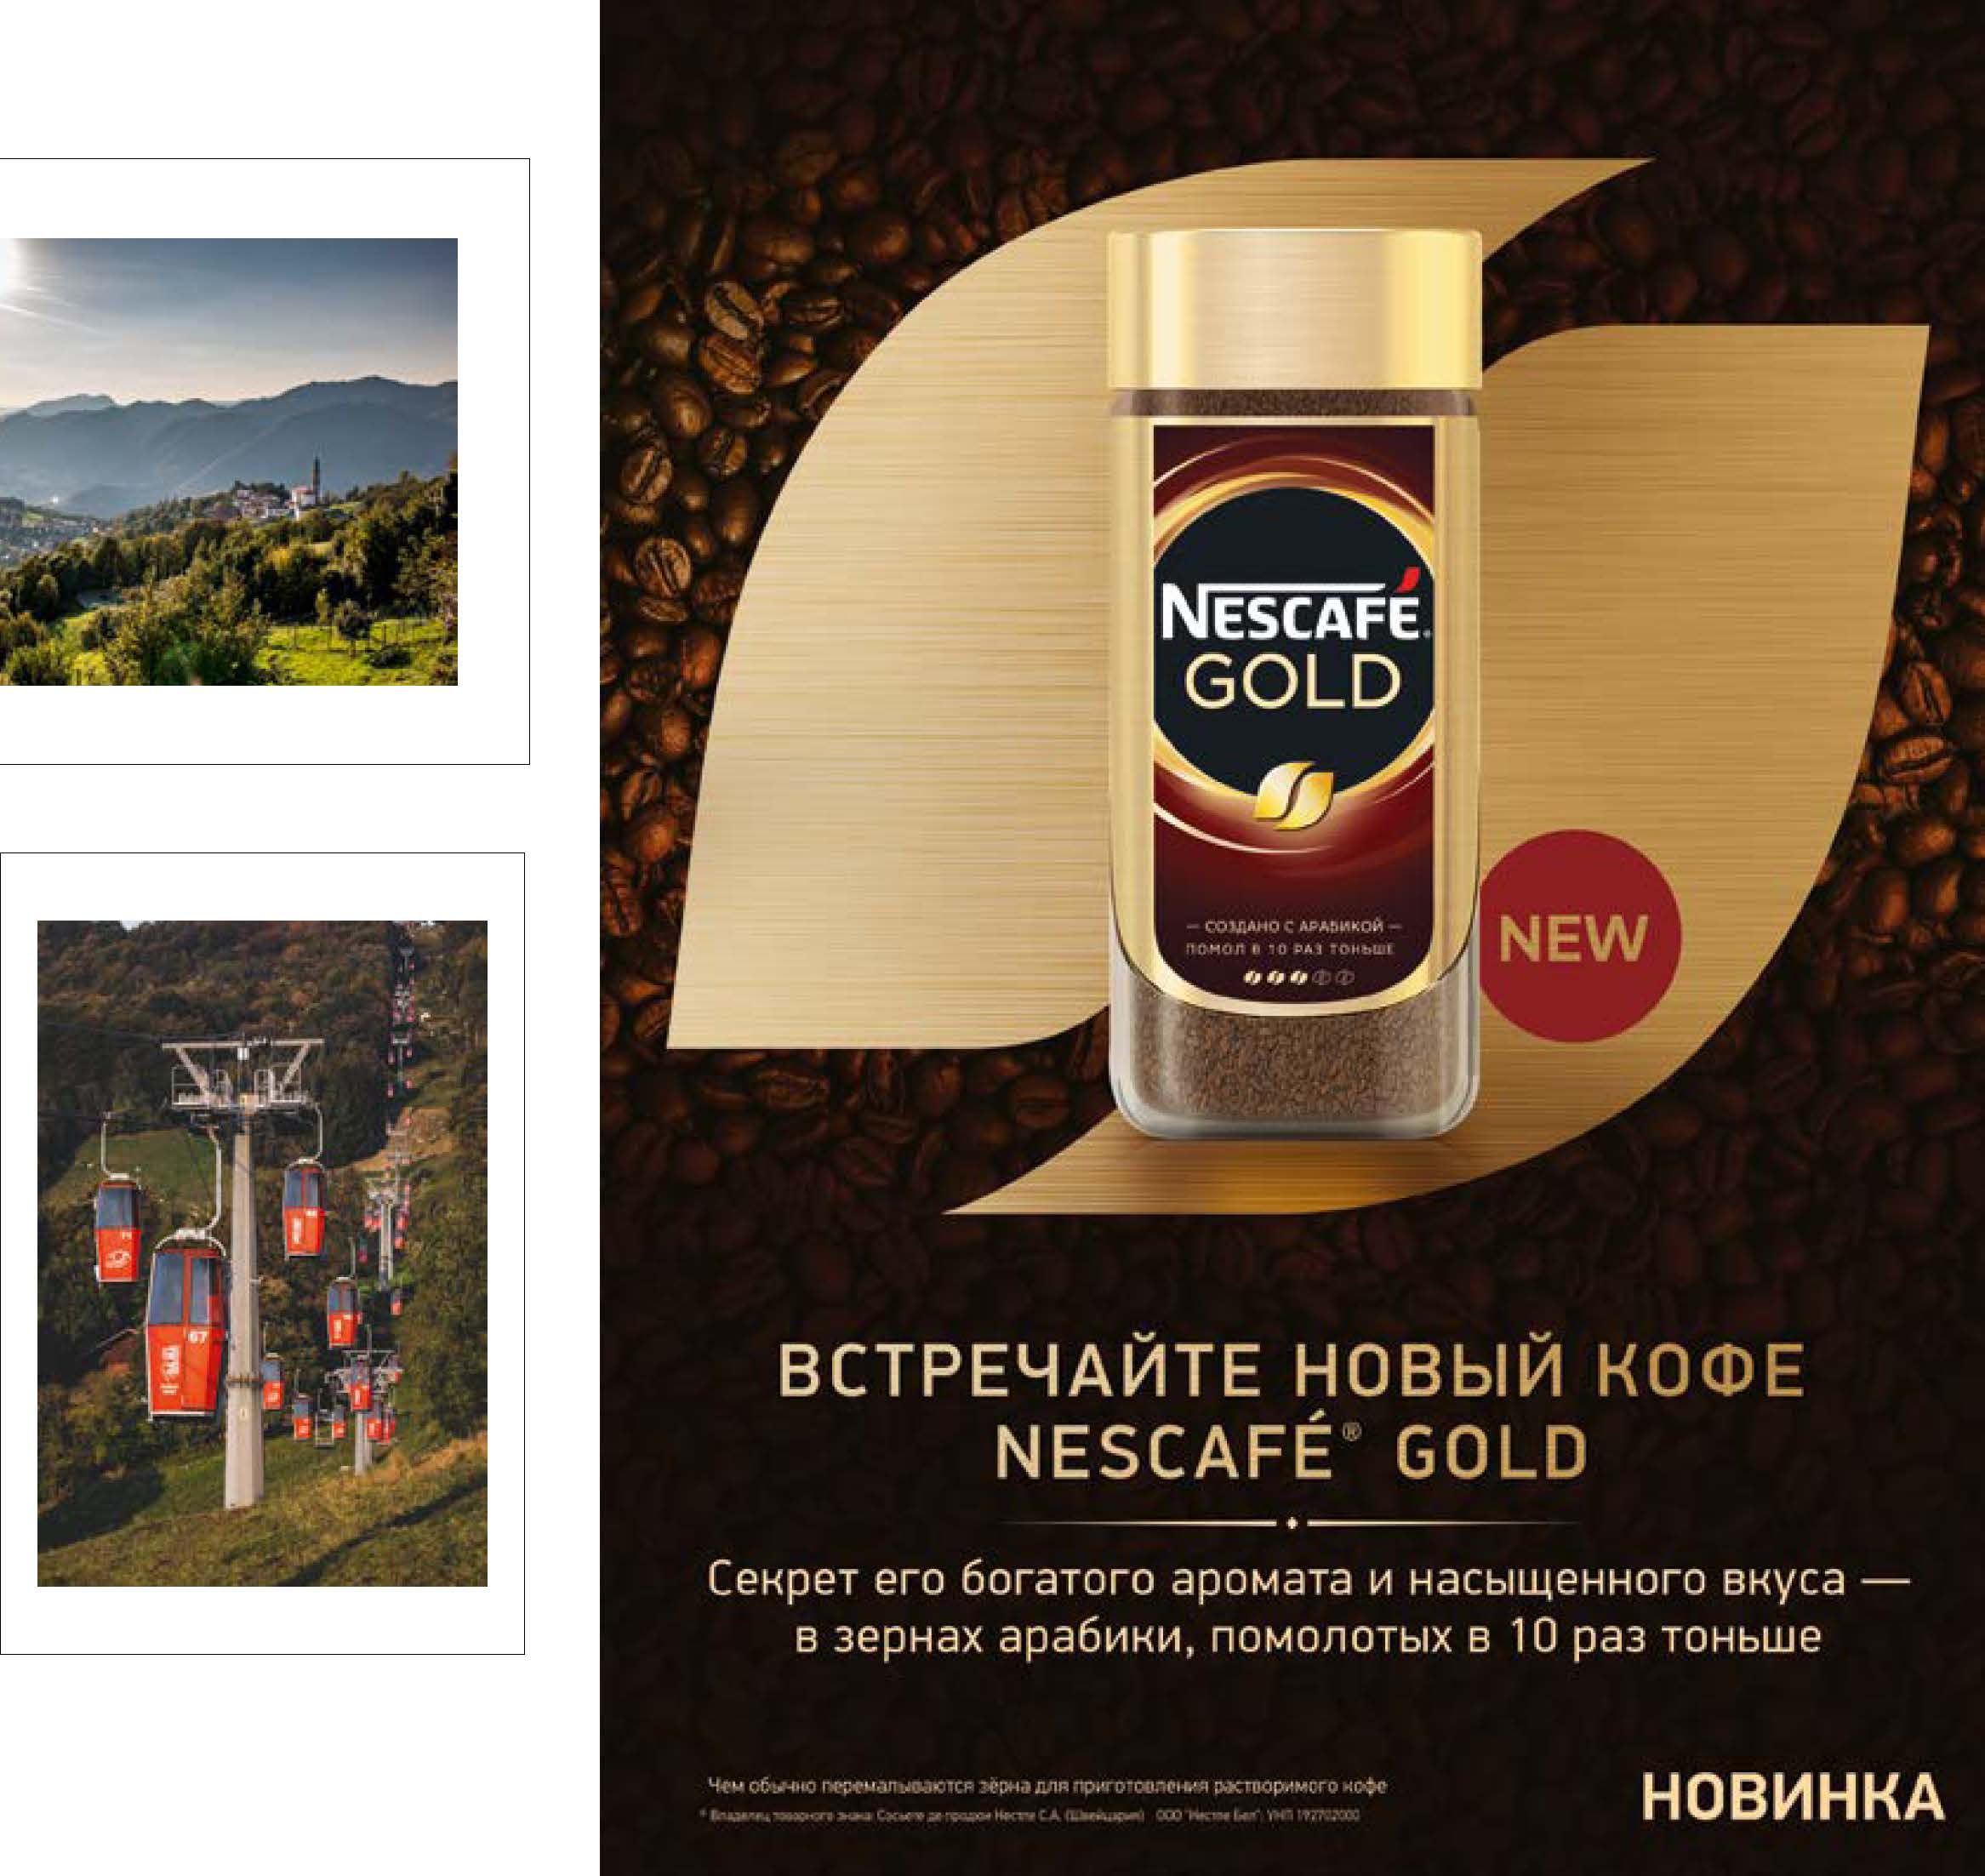 67
NESCAFÉ
GOLD
— СОЗДАНО С АРАБИКОЙ —
ПОМОЛ В 10 РАЗ ТОНЬШЕ
NEW
ВСТРЕЧАЙТЕ НОВЫЙ КОФЕ
NESCAFÉ® GOLD
Секрет его богатого аромата и насыщенного вкуса —
в зернах арабики, помолотых в 10 раз тоньше
Чем обычно перемалываются зёрна для приготовления растворимого кофе
® Владелец товарного знака: Сосьете де продюи Нестле С.А. (Швейцария) ООО "Нестле Бел", УНП 192702000
НОВИНКА